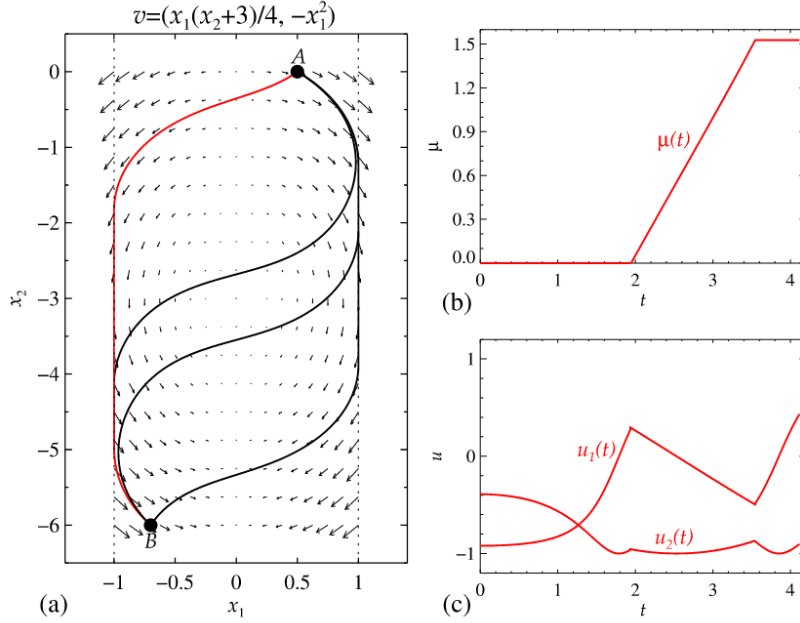 v=(x₁(x₂+3)/4, -x₁²)
A
B
0
-1
-2
-3
-4
-5
-6
x₂
-1
-0.5
0
0.5
1
x₁
(a)
1.5
1.2
0.9
0.6
0.3
0.0
μ
μ(t)
0
1
2
3
4
t
(b)
1
0
-1
u
u₁(t)
u₂(t)
0
1
2
3
4
t
(c)